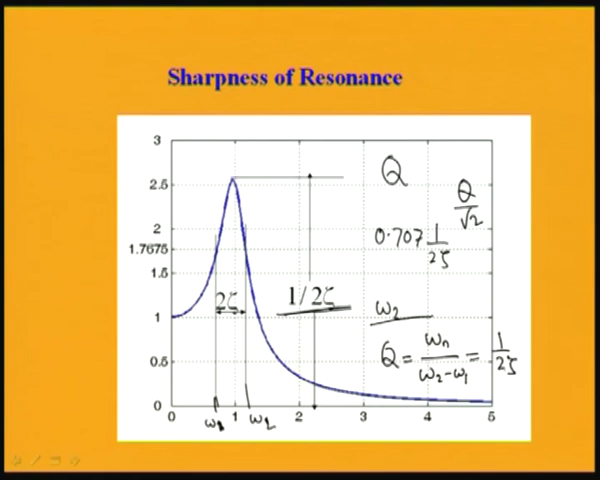 Sharpness of Resonance
3
2.5
2
1.7675
1.5
1
0.5
0
0 1 2 3 4 5
2ζ
1/2ζ
Q
Q/√2
0.707 1/2ζ
ω₂
Q = ωₙ/(ω₂-ω₁) = 1/2ζ
ω₁ ω₂